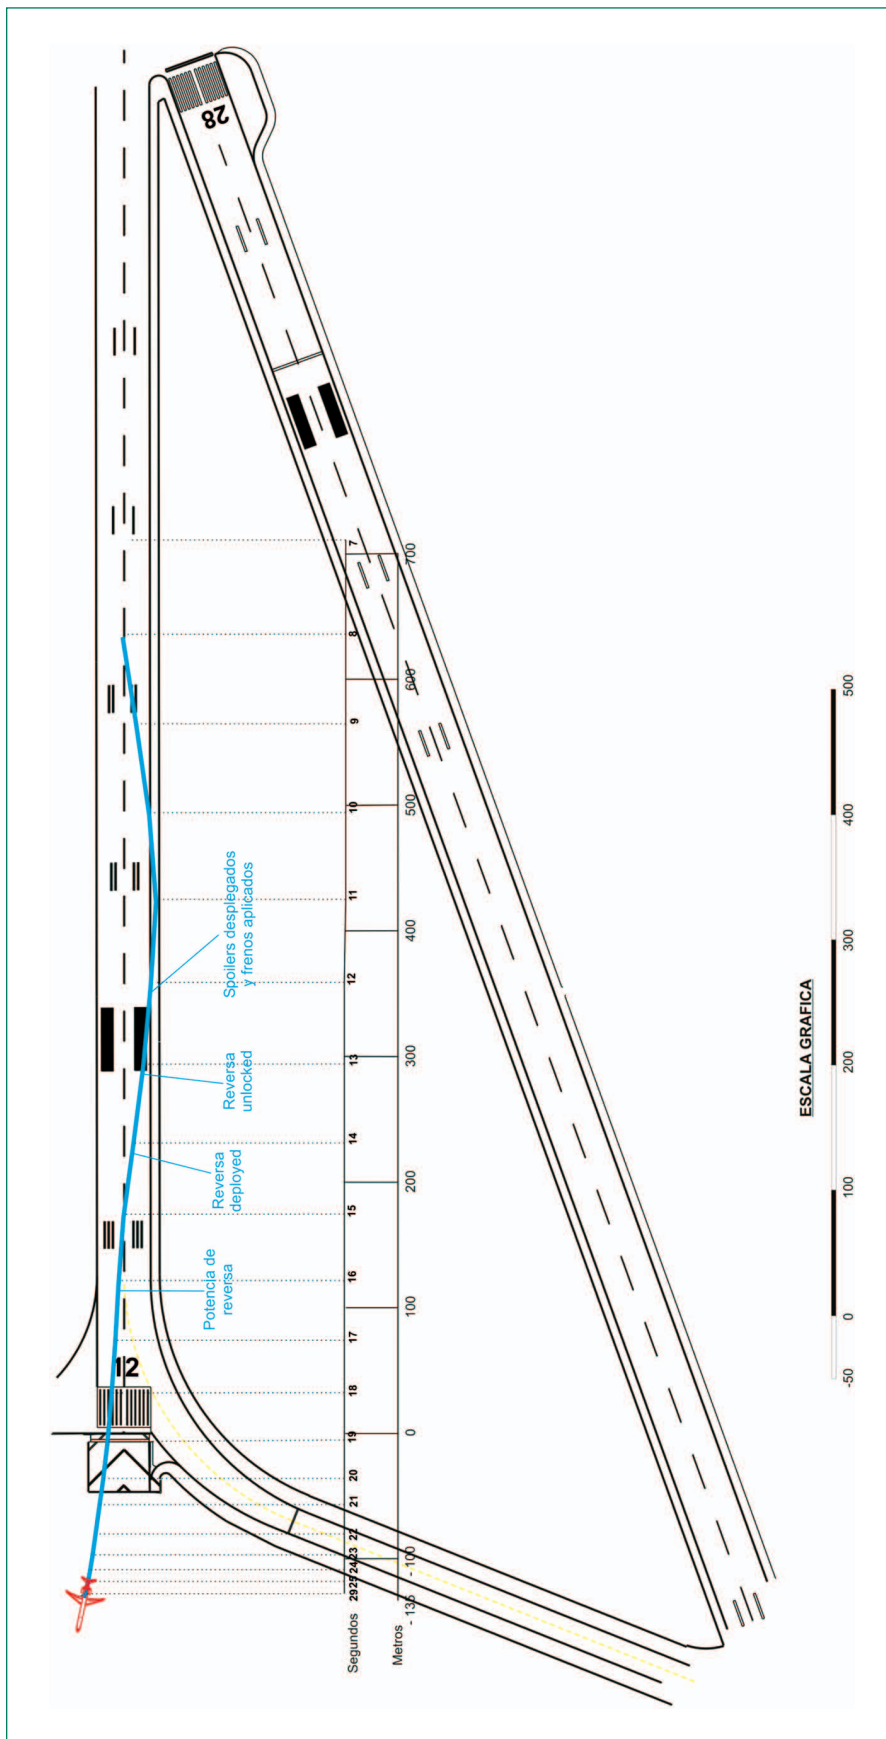 28
12
Spoilers desplegados
y frenos aplicados
Reversa
unlocked
Reversa
deployed
Potencia de
reversa
Segundos 29 25 24 23 22 21 20 19 18 17 16 15 14 13 12 11 10 9 8 7
Metros - 135 - 100 0 100 200 300 400 500 600 700
ESCALA GRAFICA
-50 0 100 200 300 400 500